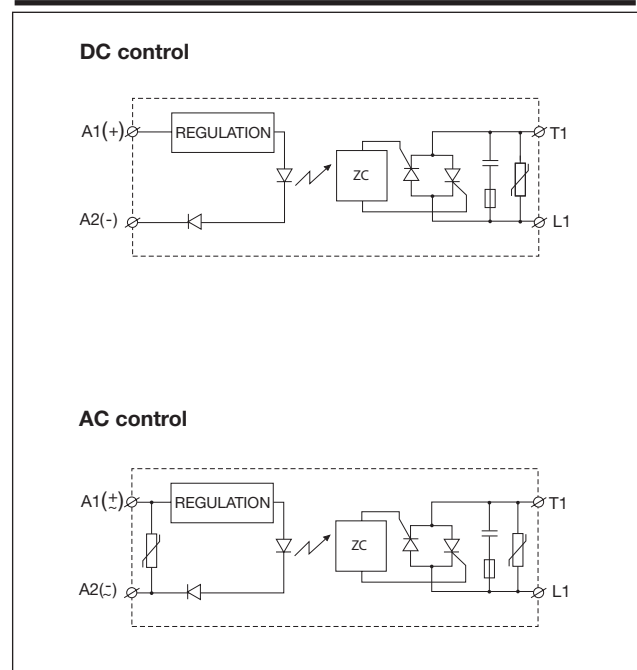 DC control
A1(+)
REGULATION
ZC
T1
A2(-)
L1
AC control
A1(±)
REGULATION
ZC
T1
A2(~)
L1